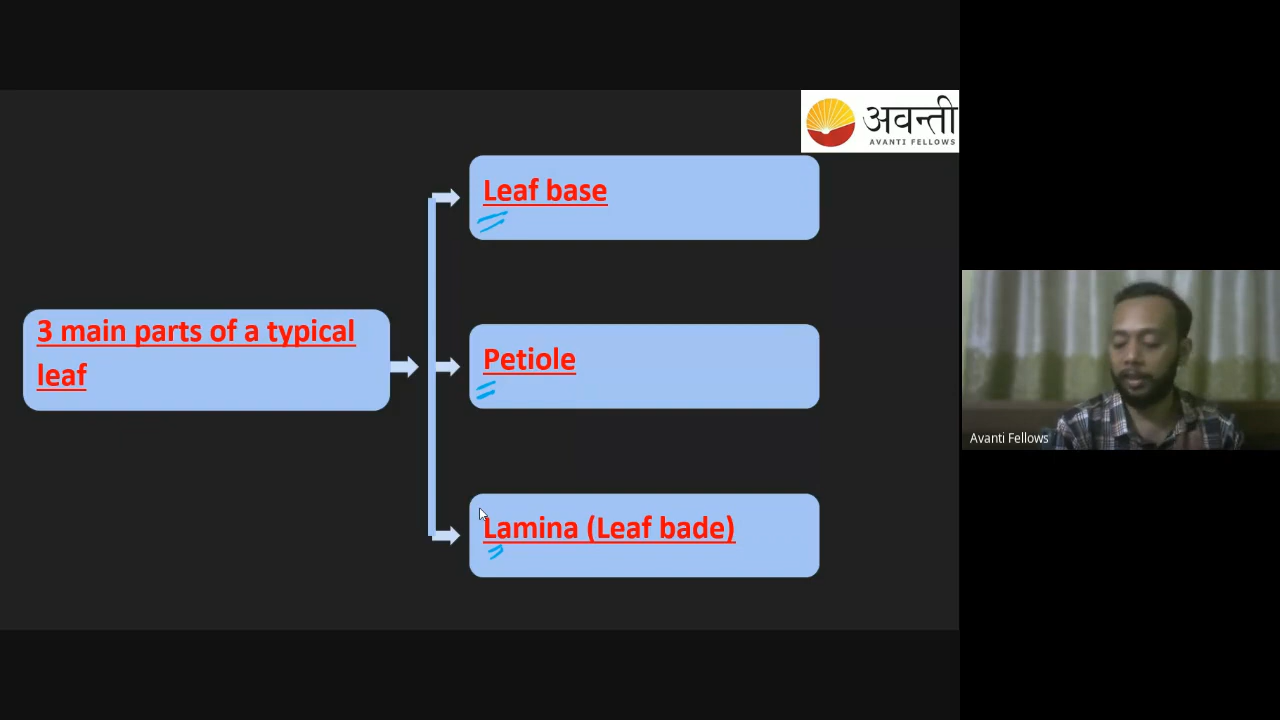 अवन्ती
AVANTI FELLOWS
Leaf base
3 main parts of a typical
leaf
Petiole
Lamina (Leaf bade)
Avanti Fellows